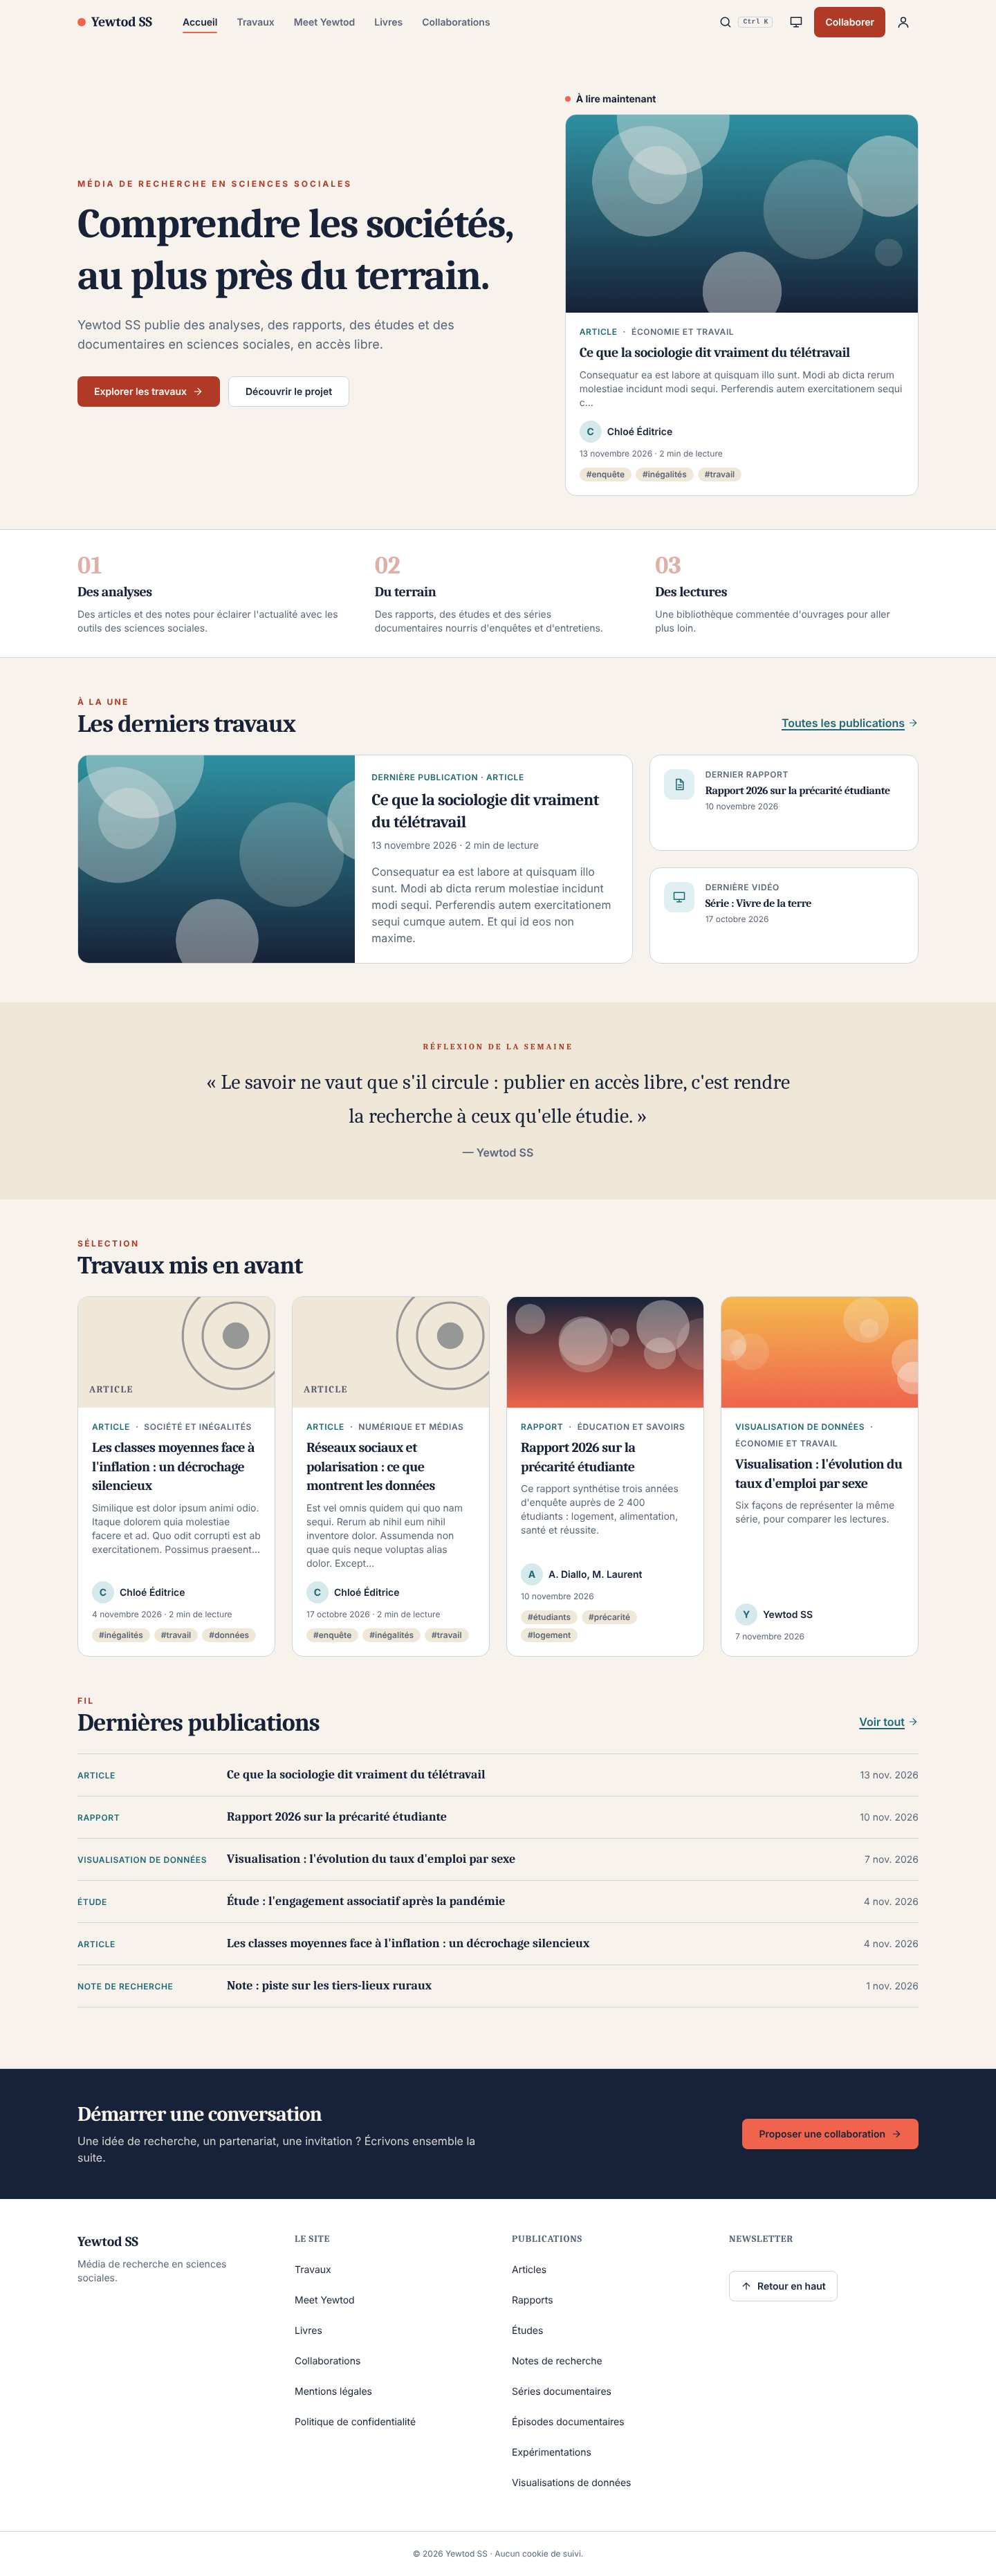 Yewtod SS
Accueil
Travaux
Meet Yewtod
Livres
Collaborations
Ctrl K
Collaborer
MÉDIA DE RECHERCHE EN SCIENCES SOCIALES
Comprendre les sociétés,
au plus près du terrain.
Yewtod SS publie des analyses, des rapports, des études et des
documentaires en sciences sociales, en accès libre.
Explorer les travaux →
Découvrir le projet
À lire maintenant
ARTICLE · ÉCONOMIE ET TRAVAIL
Ce que la sociologie dit vraiment du télétravail
Consequatur ea est labore at quisquam illo sunt. Modi ab dicta rerum
molestiae incidunt modi sequi. Perferendis autem exercitationem sequi
c...
C
Chloé Éditrice
13 novembre 2026 · 2 min de lecture
#enquête #inégalités #travail
01
Des analyses
Des articles et des notes pour éclairer l'actualité avec les
outils des sciences sociales.
02
Du terrain
Des rapports, des études et des séries
documentaires nourris d'enquêtes et d'entretiens.
03
Des lectures
Une bibliothèque commentée d'ouvrages pour aller
plus loin.
À LA UNE
Les derniers travaux
Toutes les publications →
DERNIÈRE PUBLICATION · ARTICLE
Ce que la sociologie dit vraiment
du télétravail
13 novembre 2026 · 2 min de lecture
Consequatur ea est labore at quisquam illo
sunt. Modi ab dicta rerum molestiae incidunt
modi sequi. Perferendis autem exercitationem
sequi cumque autem. Et qui id eos non
maxime.
DERNIER RAPPORT
Rapport 2026 sur la précarité étudiante
10 novembre 2026
DERNIÈRE VIDÉO
Série : Vivre de la terre
17 octobre 2026
RÉFLEXION DE LA SEMAINE
« Le savoir ne vaut que s'il circule : publier en accès libre, c'est rendre
la recherche à ceux qu'elle étudie. »
— Yewtod SS
SÉLECTION
Travaux mis en avant
ARTICLE
ARTICLE · SOCIÉTÉ ET INÉGALITÉS
Les classes moyennes face à
l'inflation : un décrochage
silencieux
Similique est dolor ipsum animi odio.
Itaque dolorem quia molestiae
facere et ad. Quo odit corrupti est ab
exercitationem. Possimus praesent...
C
Chloé Éditrice
4 novembre 2026 · 2 min de lecture
#inégalités #travail #données
ARTICLE
ARTICLE · NUMÉRIQUE ET MÉDIAS
Réseaux sociaux et
polarisation : ce que
montrent les données
Est vel omnis quidem qui quo nam
sequi. Rerum ab nihil eum nihil
inventore dolor. Assumenda non
quae quis neque voluptas alias
dolor. Except...
C
Chloé Éditrice
17 octobre 2026 · 2 min de lecture
#enquête #inégalités #travail
RAPPORT · ÉDUCATION ET SAVOIRS
Rapport 2026 sur la
précarité étudiante
Ce rapport synthétise trois années
d'enquête auprès de 2 400
étudiants : logement, alimentation,
santé et réussite.
A
A. Diallo, M. Laurent
10 novembre 2026
#étudiants #précarité
#logement
VISUALISATION DE DONNÉES ·
ÉCONOMIE ET TRAVAIL
Visualisation : l'évolution du
taux d'emploi par sexe
Six façons de représenter la même
série, pour comparer les lectures.
Y
Yewtod SS
7 novembre 2026
FIL
Dernières publications
Voir tout →
ARTICLE
Ce que la sociologie dit vraiment du télétravail
13 nov. 2026
RAPPORT
Rapport 2026 sur la précarité étudiante
10 nov. 2026
VISUALISATION DE DONNÉES
Visualisation : l'évolution du taux d'emploi par sexe
7 nov. 2026
ÉTUDE
Étude : l'engagement associatif après la pandémie
4 nov. 2026
ARTICLE
Les classes moyennes face à l'inflation : un décrochage silencieux
4 nov. 2026
NOTE DE RECHERCHE
Note : piste sur les tiers-lieux ruraux
1 nov. 2026
Démarrer une conversation
Une idée de recherche, un partenariat, une invitation ? Écrivons ensemble la
suite.
Proposer une collaboration →
Yewtod SS
Média de recherche en sciences
sociales.
LE SITE
Travaux
Meet Yewtod
Livres
Collaborations
Mentions légales
Politique de confidentialité
PUBLICATIONS
Articles
Rapports
Études
Notes de recherche
Séries documentaires
Épisodes documentaires
Expérimentations
Visualisations de données
NEWSLETTER
↑ Retour en haut
© 2026 Yewtod SS · Aucun cookie de suivi.